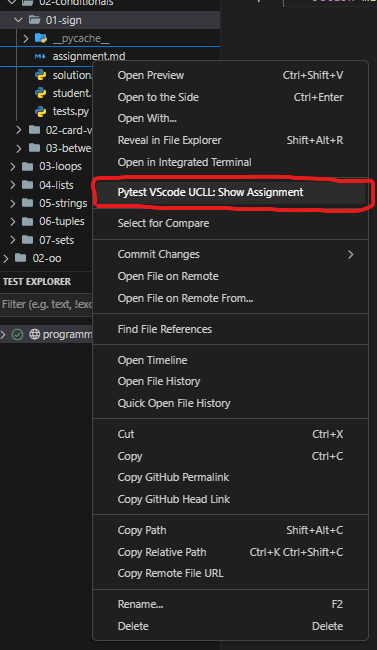 02-conditionals
01-sign
__pycache__
assignment.md
solution
student.
tests.py
02-card-v
03-betwe
03-loops
04-lists
05-strings
06-tuples
07-sets
02-oo
TEST EXPLORER
Filter (e.g. text, !exc
programm
Open Preview Ctrl+Shift+V
Open to the Side Ctrl+Enter
Open With...
Reveal in File Explorer Shift+Alt+R
Open in Integrated Terminal
Pytest VScode UCLL: Show Assignment
Select for Compare
Commit Changes
Open File on Remote
Open File on Remote From...
Find File References
Open Timeline
Open File History
Quick Open File History
Cut Ctrl+X
Copy Ctrl+C
Copy GitHub Permalink
Copy GitHub Head Link
Copy Path Shift+Alt+C
Copy Relative Path Ctrl+K Ctrl+Shift+C
Copy Remote File URL
Rename... F2
Delete Delete